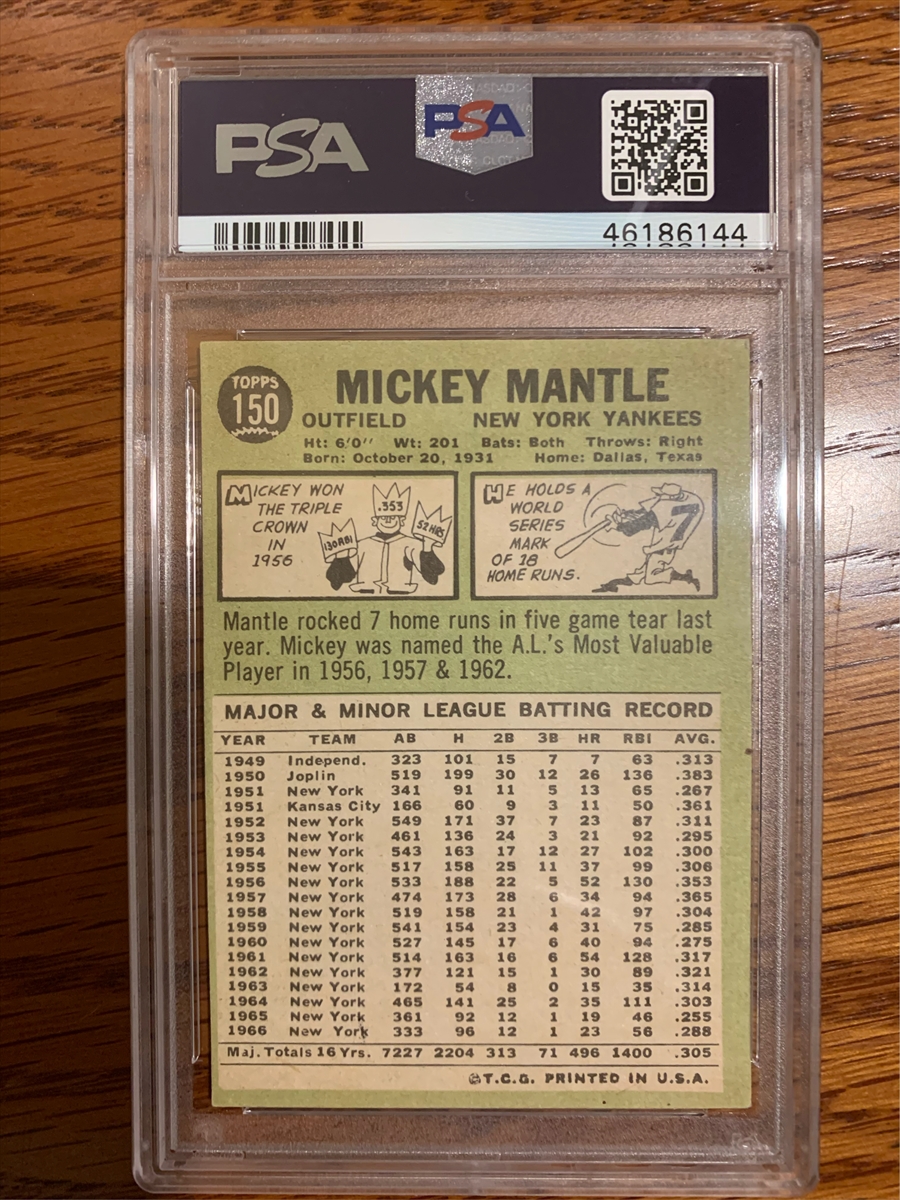 PSA PSA
46186144
TOPPS
150
MICKEY MANTLE
OUTFIELD NEW YORK YANKEES
Ht: 6'0'' Wt: 201 Bats: Both Throws: Right
Born: October 20, 1931 Home: Dallas, Texas
MICKEY WON
THE TRIPLE
CROWN
IN
1956
.353
130 RBI
52 HRS
HE HOLDS A
WORLD
SERIES
MARK
OF 18
HOME RUNS.
7
Mantle rocked 7 home runs in five game tear last
year. Mickey was named the A.L.'s Most Valuable
Player in 1956, 1957 & 1962.
MAJOR & MINOR LEAGUE BATTING RECORD
YEAR TEAM AB H 2B 3B HR RBI AVG.
1949 Independ. 323 101 15 7 7 63 .313
1950 Joplin 519 199 30 12 26 136 .383
1951 New York 341 91 11 5 13 65 .267
1951 Kansas City 166 60 9 3 11 50 .361
1952 New York 549 171 37 7 23 87 .311
1953 New York 461 136 24 3 21 92 .295
1954 New York 543 163 17 12 27 102 .300
1955 New York 517 158 25 11 37 99 .306
1956 New York 533 188 22 5 52 130 .353
1957 New York 474 173 28 6 34 94 .365
1958 New York 519 158 21 1 42 97 .304
1959 New York 541 154 23 4 31 75 .285
1960 New York 527 145 17 6 40 94 .275
1961 New York 514 163 16 6 54 128 .317
1962 New York 377 121 15 1 30 89 .321
1963 New York 172 54 8 0 15 35 .314
1964 New York 465 141 25 2 35 111 .303
1965 New York 361 92 12 1 19 46 .255
1966 New York 333 96 12 1 23 56 .288
Maj. Totals 16 Yrs. 7227 2204 313 71 496 1400 .305
©T.C.G. PRINTED IN U.S.A.